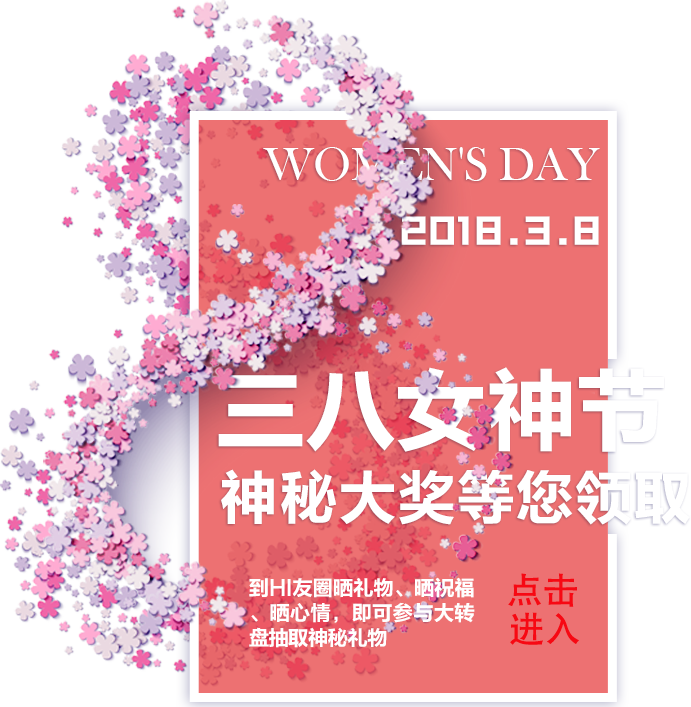 WOMEN'S DAY
2018.3.8
三八女神节
神秘大奖等您领取
到HI友圈晒礼物、晒祝福
、晒心情，即可参与大转
盘抽取神秘礼物
点击
进入